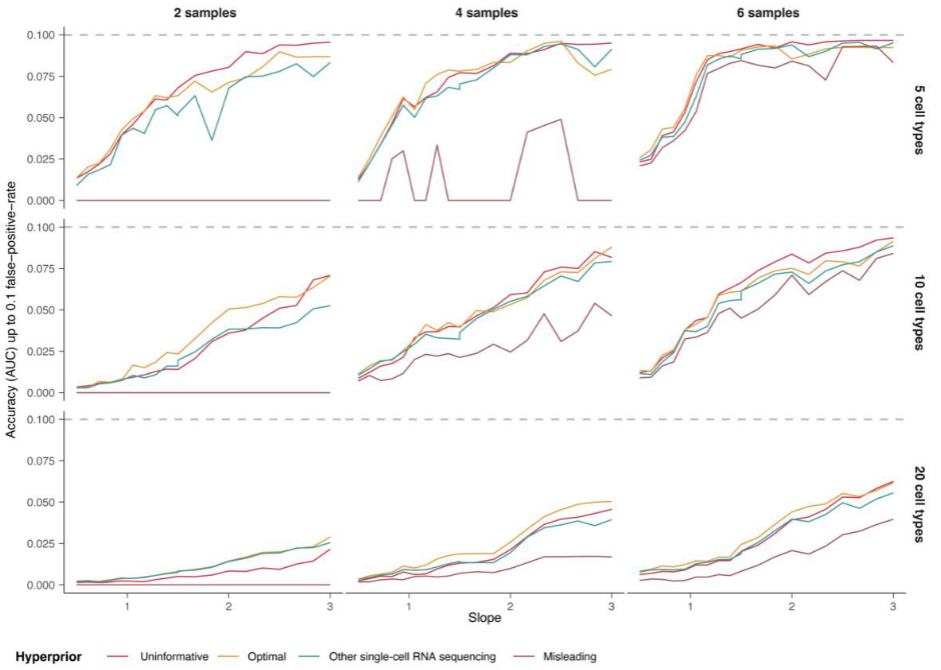 2 samples
4 samples
6 samples
Accuracy (AUC) up to 0.1 false−positive−rate
0.100
0.075
0.050
0.025
0.000
5 cell types
0.100
0.075
0.050
0.025
0.000
10 cell types
0.100
0.075
0.050
0.025
0.000
20 cell types
1 2 3
1 2 3
1 2 3
Slope
Hyperprior Uninformative Optimal Other single-cell RNA sequencing Misleading